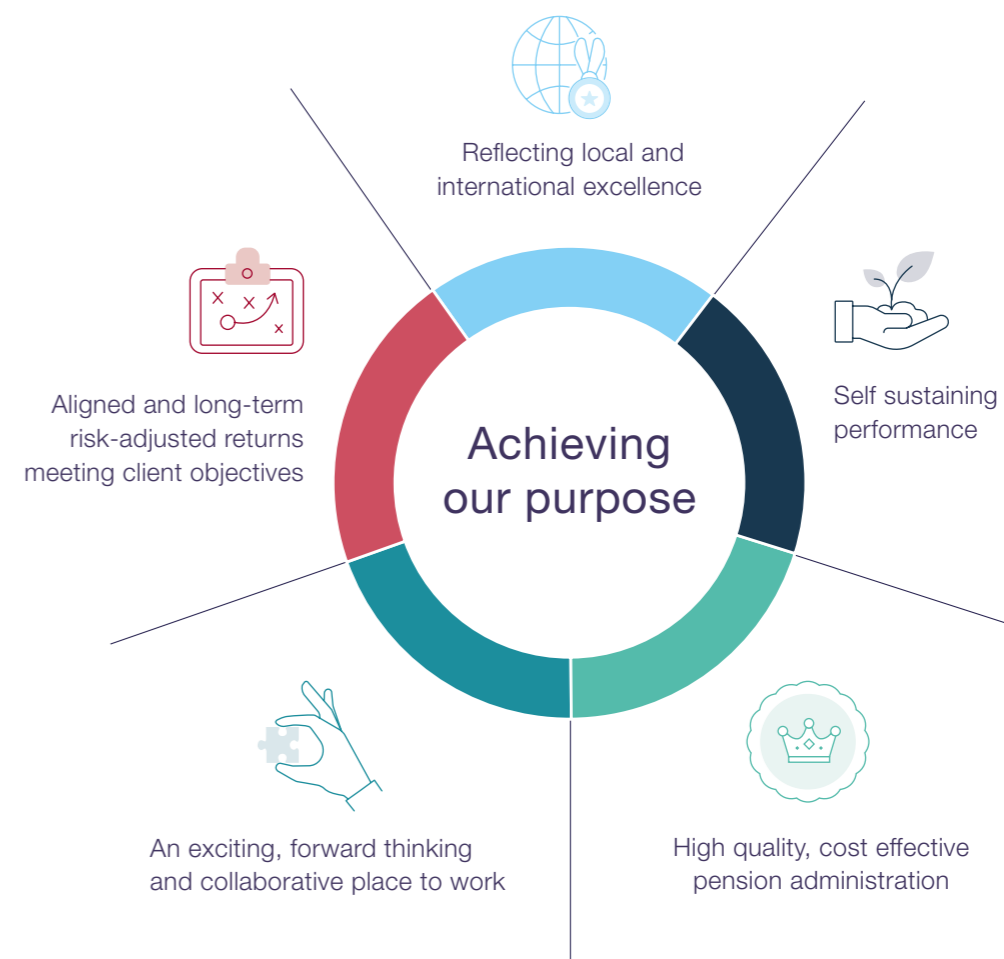 Reflecting local and
international excellence
Self sustaining
performance
High quality, cost effective
pension administration
An exciting, forward thinking
and collaborative place to work
Aligned and long-term
risk-adjusted returns
meeting client objectives
Achieving
our purpose